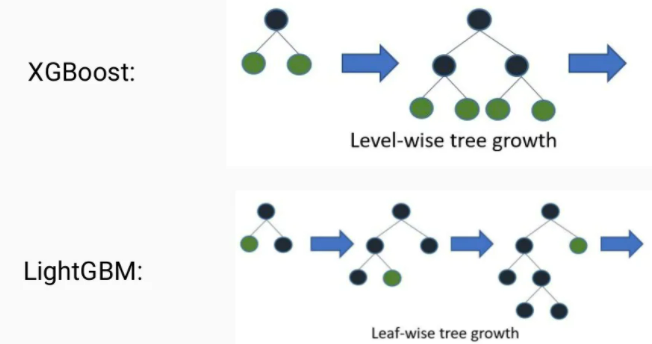 XGBoost:
Level-wise tree growth
LightGBM:
Leaf-wise tree growth